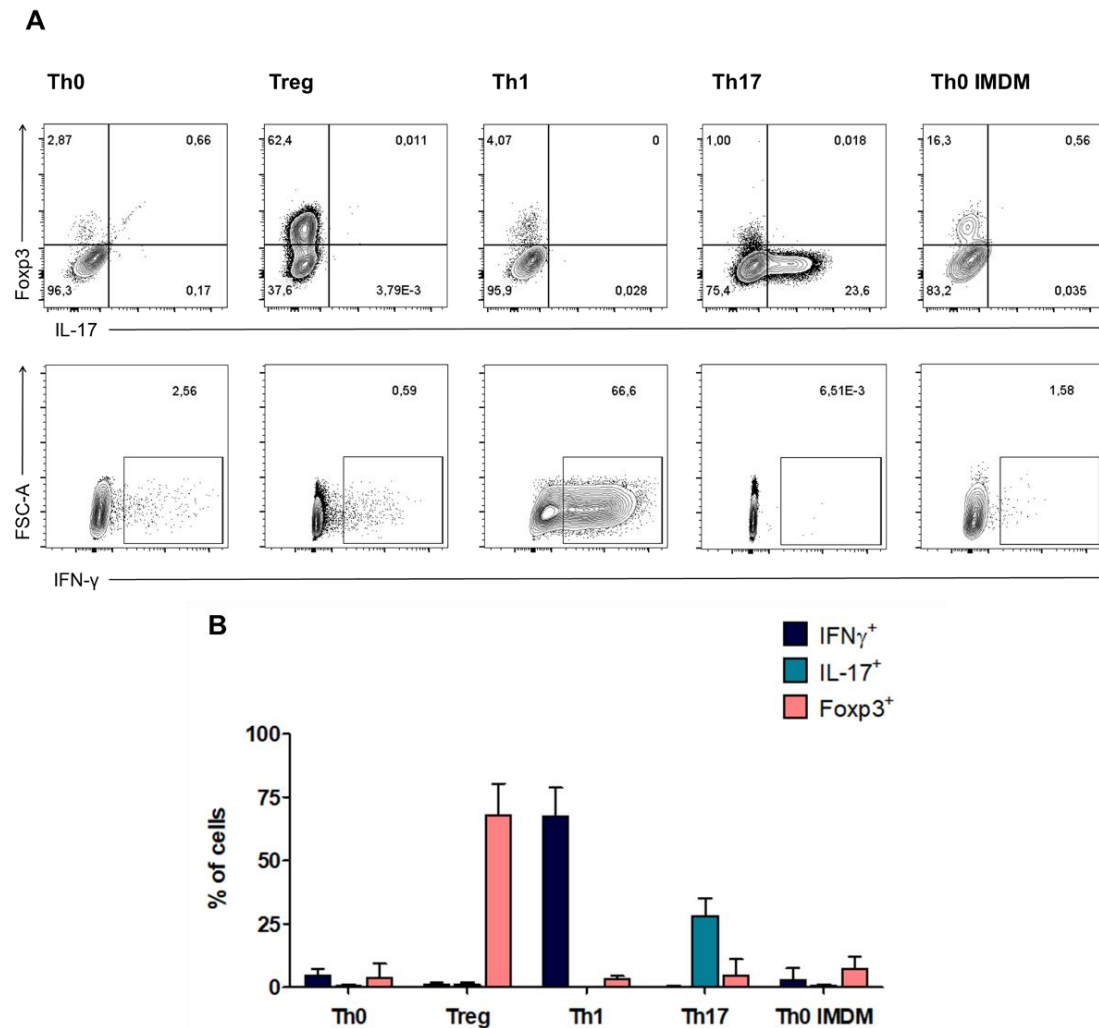 A
Th0 Treg Th1 Th17 Th0 IMDM
2,87 0,66 62,4 0,011 4,07 0 1,00 0,018 16,3 0,56
Foxp3
96,3 0,17 37,6 3,79E-3 95,9 0,028 75,4 23,6 83,2 0,035
IL-17
2,56 0,59 66,6 6,51E-3 1,58
FSC-A
IFN-γ
B
IFNγ⁺
IL-17⁺
Foxp3⁺
% of cells
100
75
50
25
0
Th0 Treg Th1 Th17 Th0 IMDM